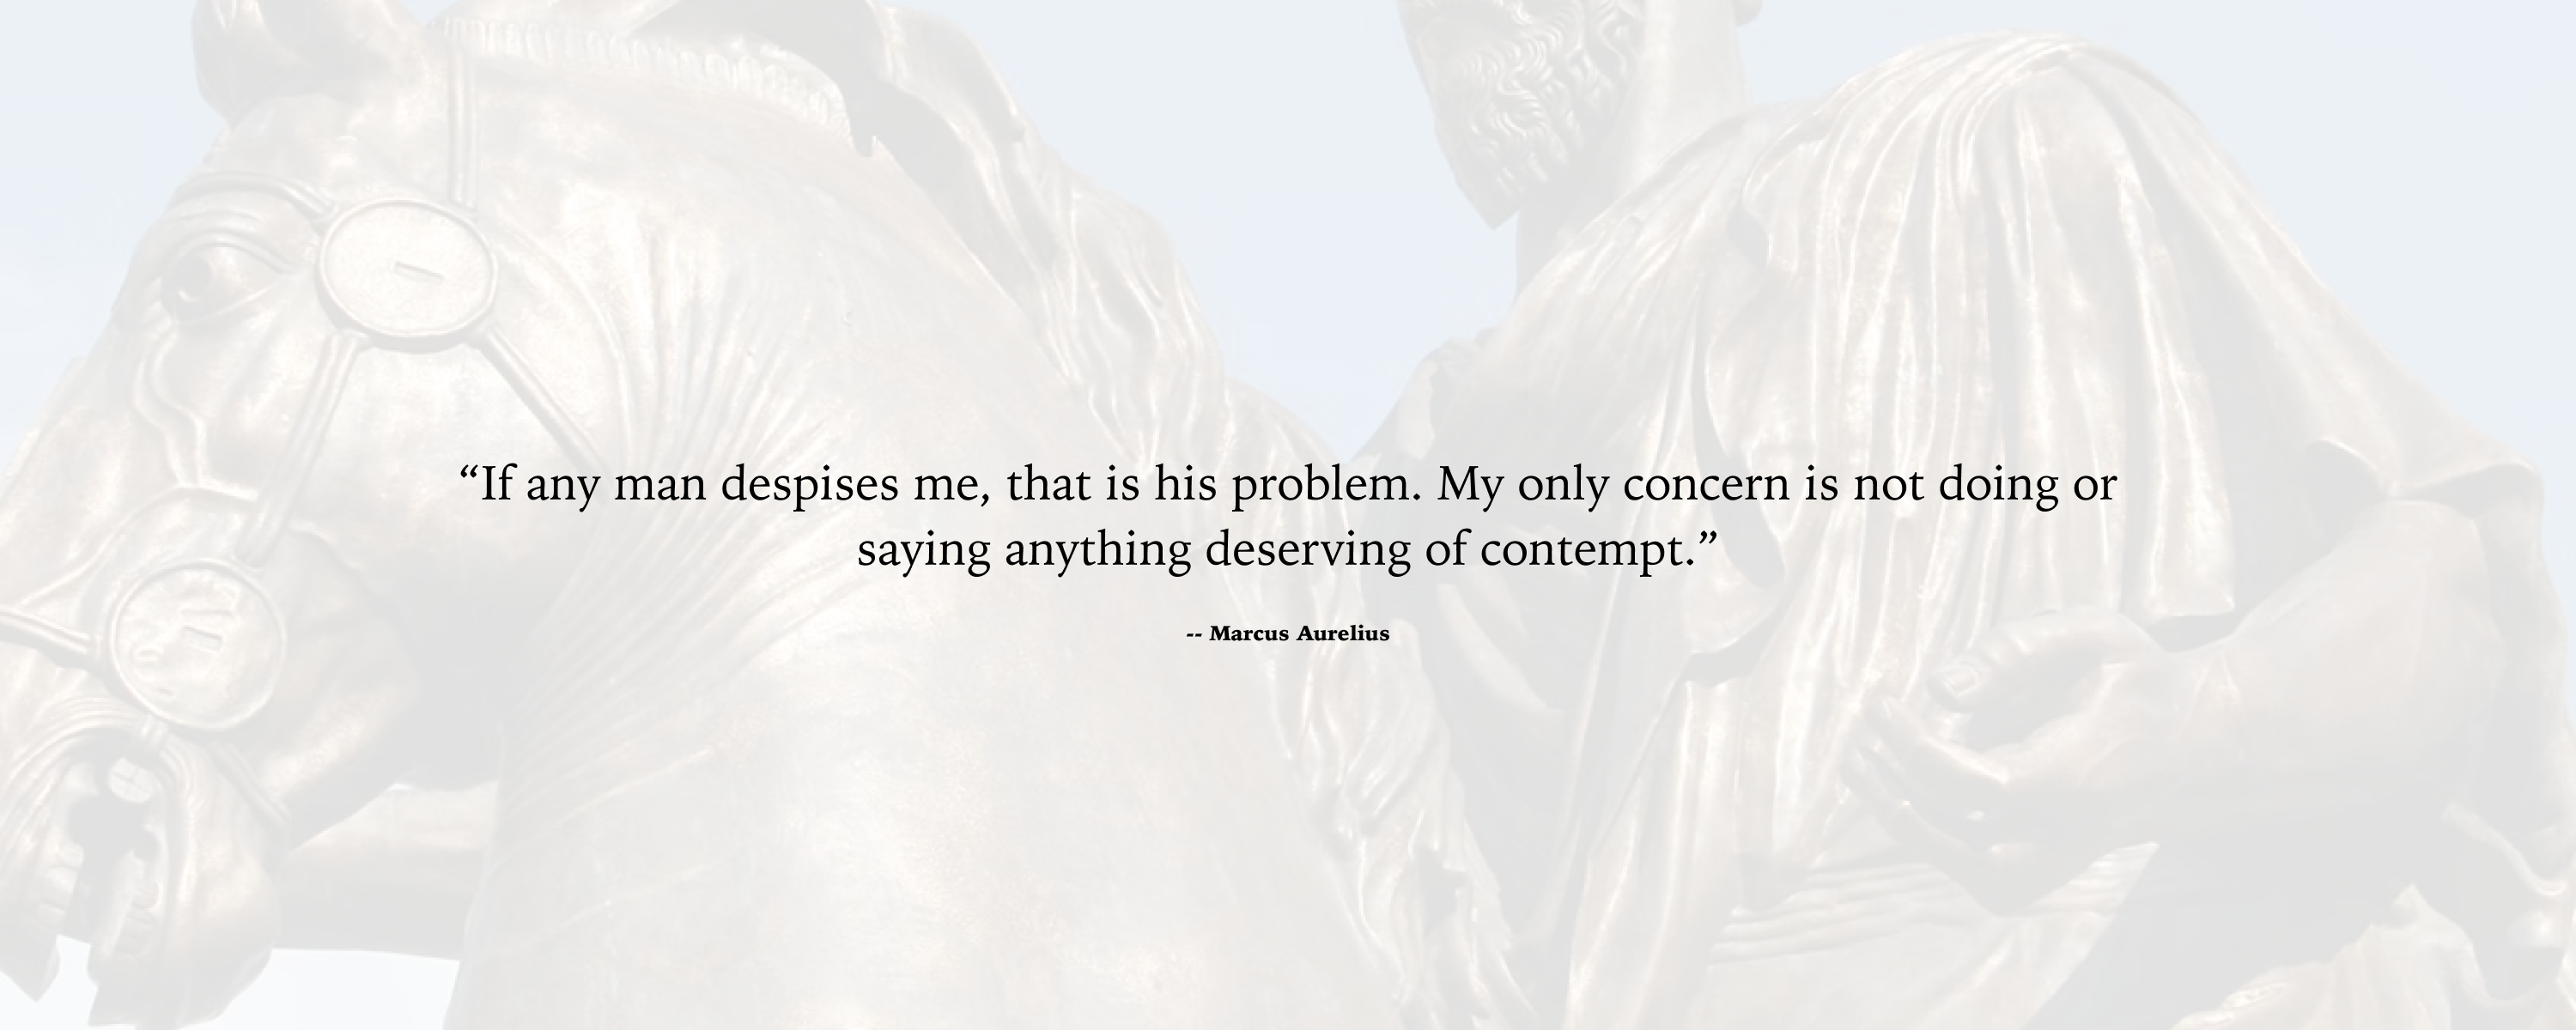 “If any man despises me, that is his problem. My only concern is not doing or
saying anything deserving of contempt.”
-- Marcus Aurelius